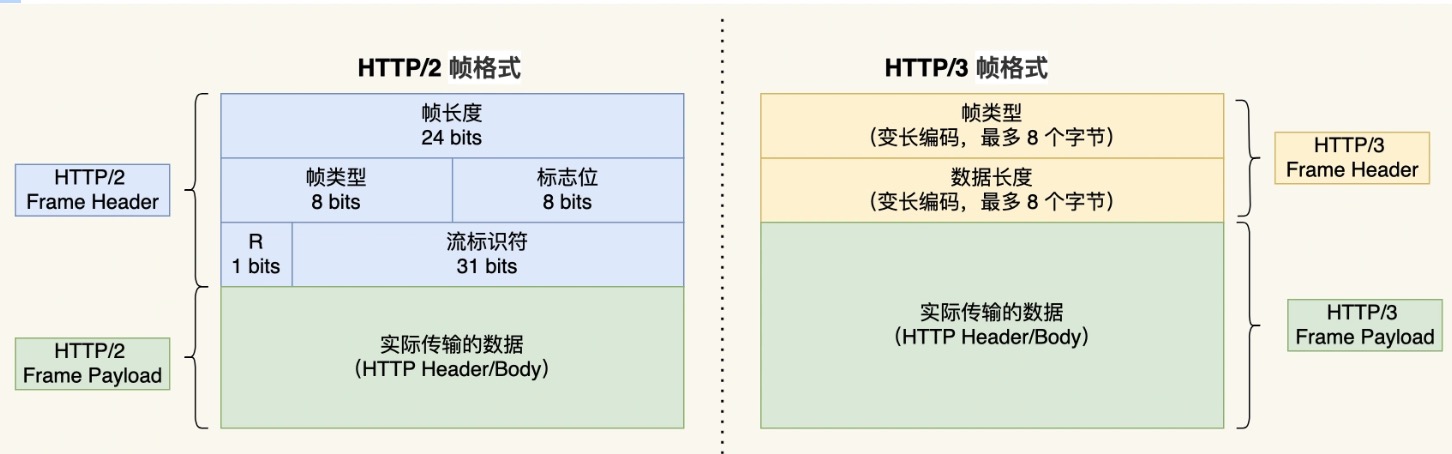 HTTP/2 帧格式
帧长度
24 bits
帧类型
8 bits
标志位
8 bits
R
1 bits
流标识符
31 bits
实际传输的数据
（HTTP Header/Body）
HTTP/2
Frame Header
HTTP/2
Frame Payload
HTTP/3 帧格式
帧类型
（变长编码，最多 8 个字节）
数据长度
（变长编码，最多 8 个字节）
实际传输的数据
（HTTP Header/Body）
HTTP/3
Frame Header
HTTP/3
Frame Payload